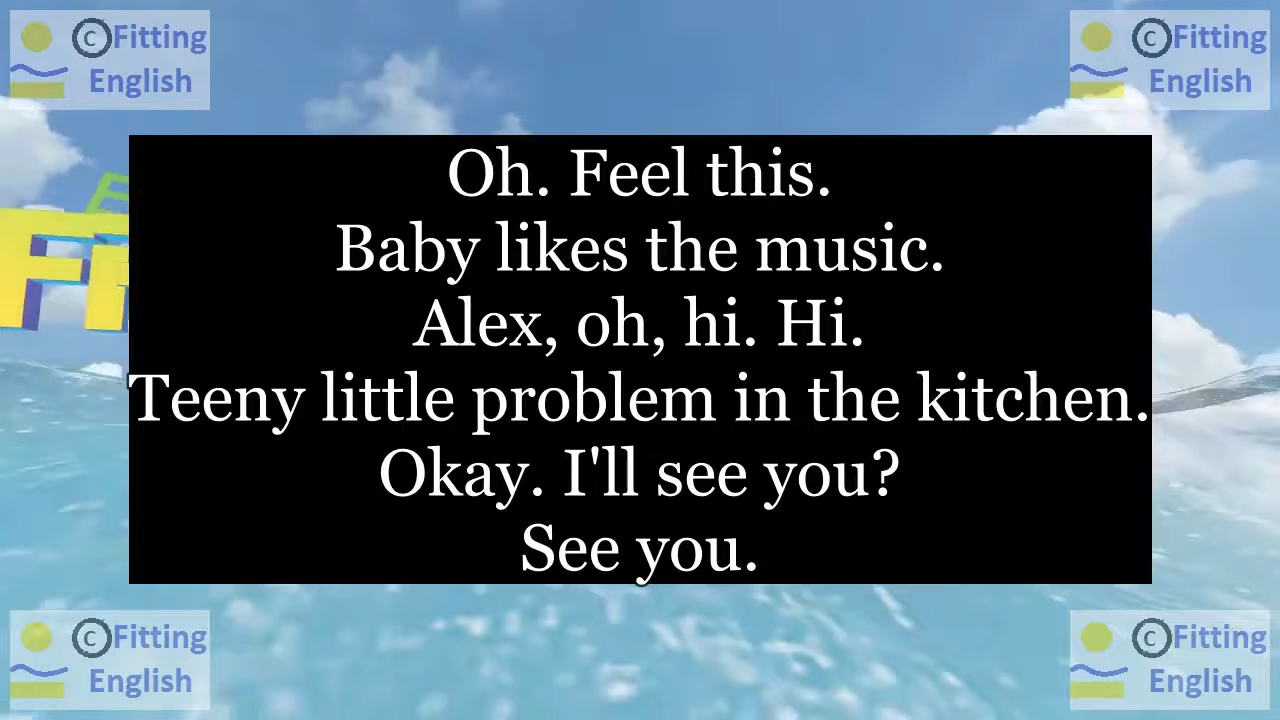 ©Fitting
English
©Fitting
English
Oh. Feel this.
Baby likes the music.
Alex, oh, hi. Hi.
Teeny little problem in the kitchen.
Okay. I'll see you?
See you.
©Fitting
English
©Fitting
English